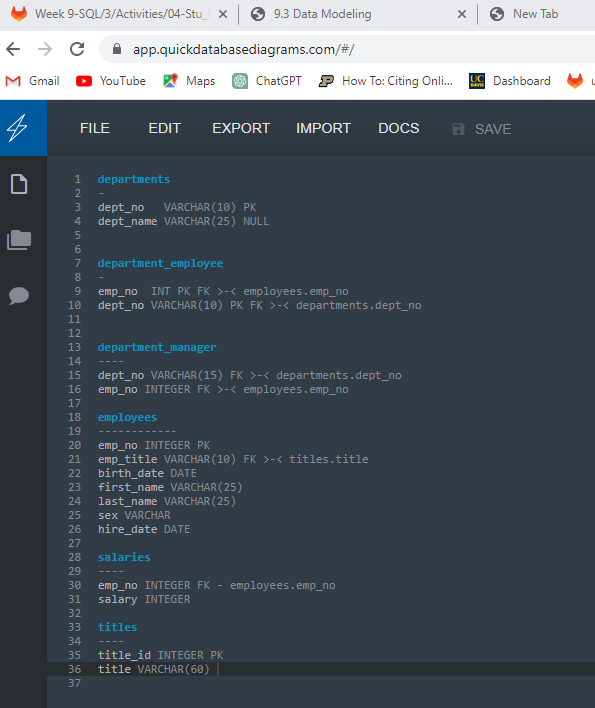 Week 9-SQL/3/Activities/04-Stu_
9.3 Data Modeling
New Tab
app.quickdatabasediagrams.com/#/
Gmail
YouTube
Maps
ChatGPT
How To: Citing Onli...
UC DAVIS
Dashboard
FILE
EDIT
EXPORT
IMPORT
DOCS
SAVE
1 departments
2 -
3 dept_no   VARCHAR(10) PK
4 dept_name VARCHAR(25) NULL
5
6
7 department_employee
8 -
9 emp_no  INT PK FK >-< employees.emp_no
10 dept_no VARCHAR(10) PK FK >-< departments.dept_no
11
12
13 department_manager
14 ----
15 dept_no VARCHAR(15) FK >-< departments.dept_no
16 emp_no INTEGER FK >-< employees.emp_no
17
18 employees
19 ------------
20 emp_no INTEGER PK
21 emp_title VARCHAR(10) FK >-< titles.title
22 birth_date DATE
23 first_name VARCHAR(25)
24 last_name VARCHAR(25)
25 sex VARCHAR
26 hire_date DATE
27
28 salaries
29 ----
30 emp_no INTEGER FK - employees.emp_no
31 salary INTEGER
32
33 titles
34 ----
35 title_id INTEGER PK
36 title VARCHAR(60)
37